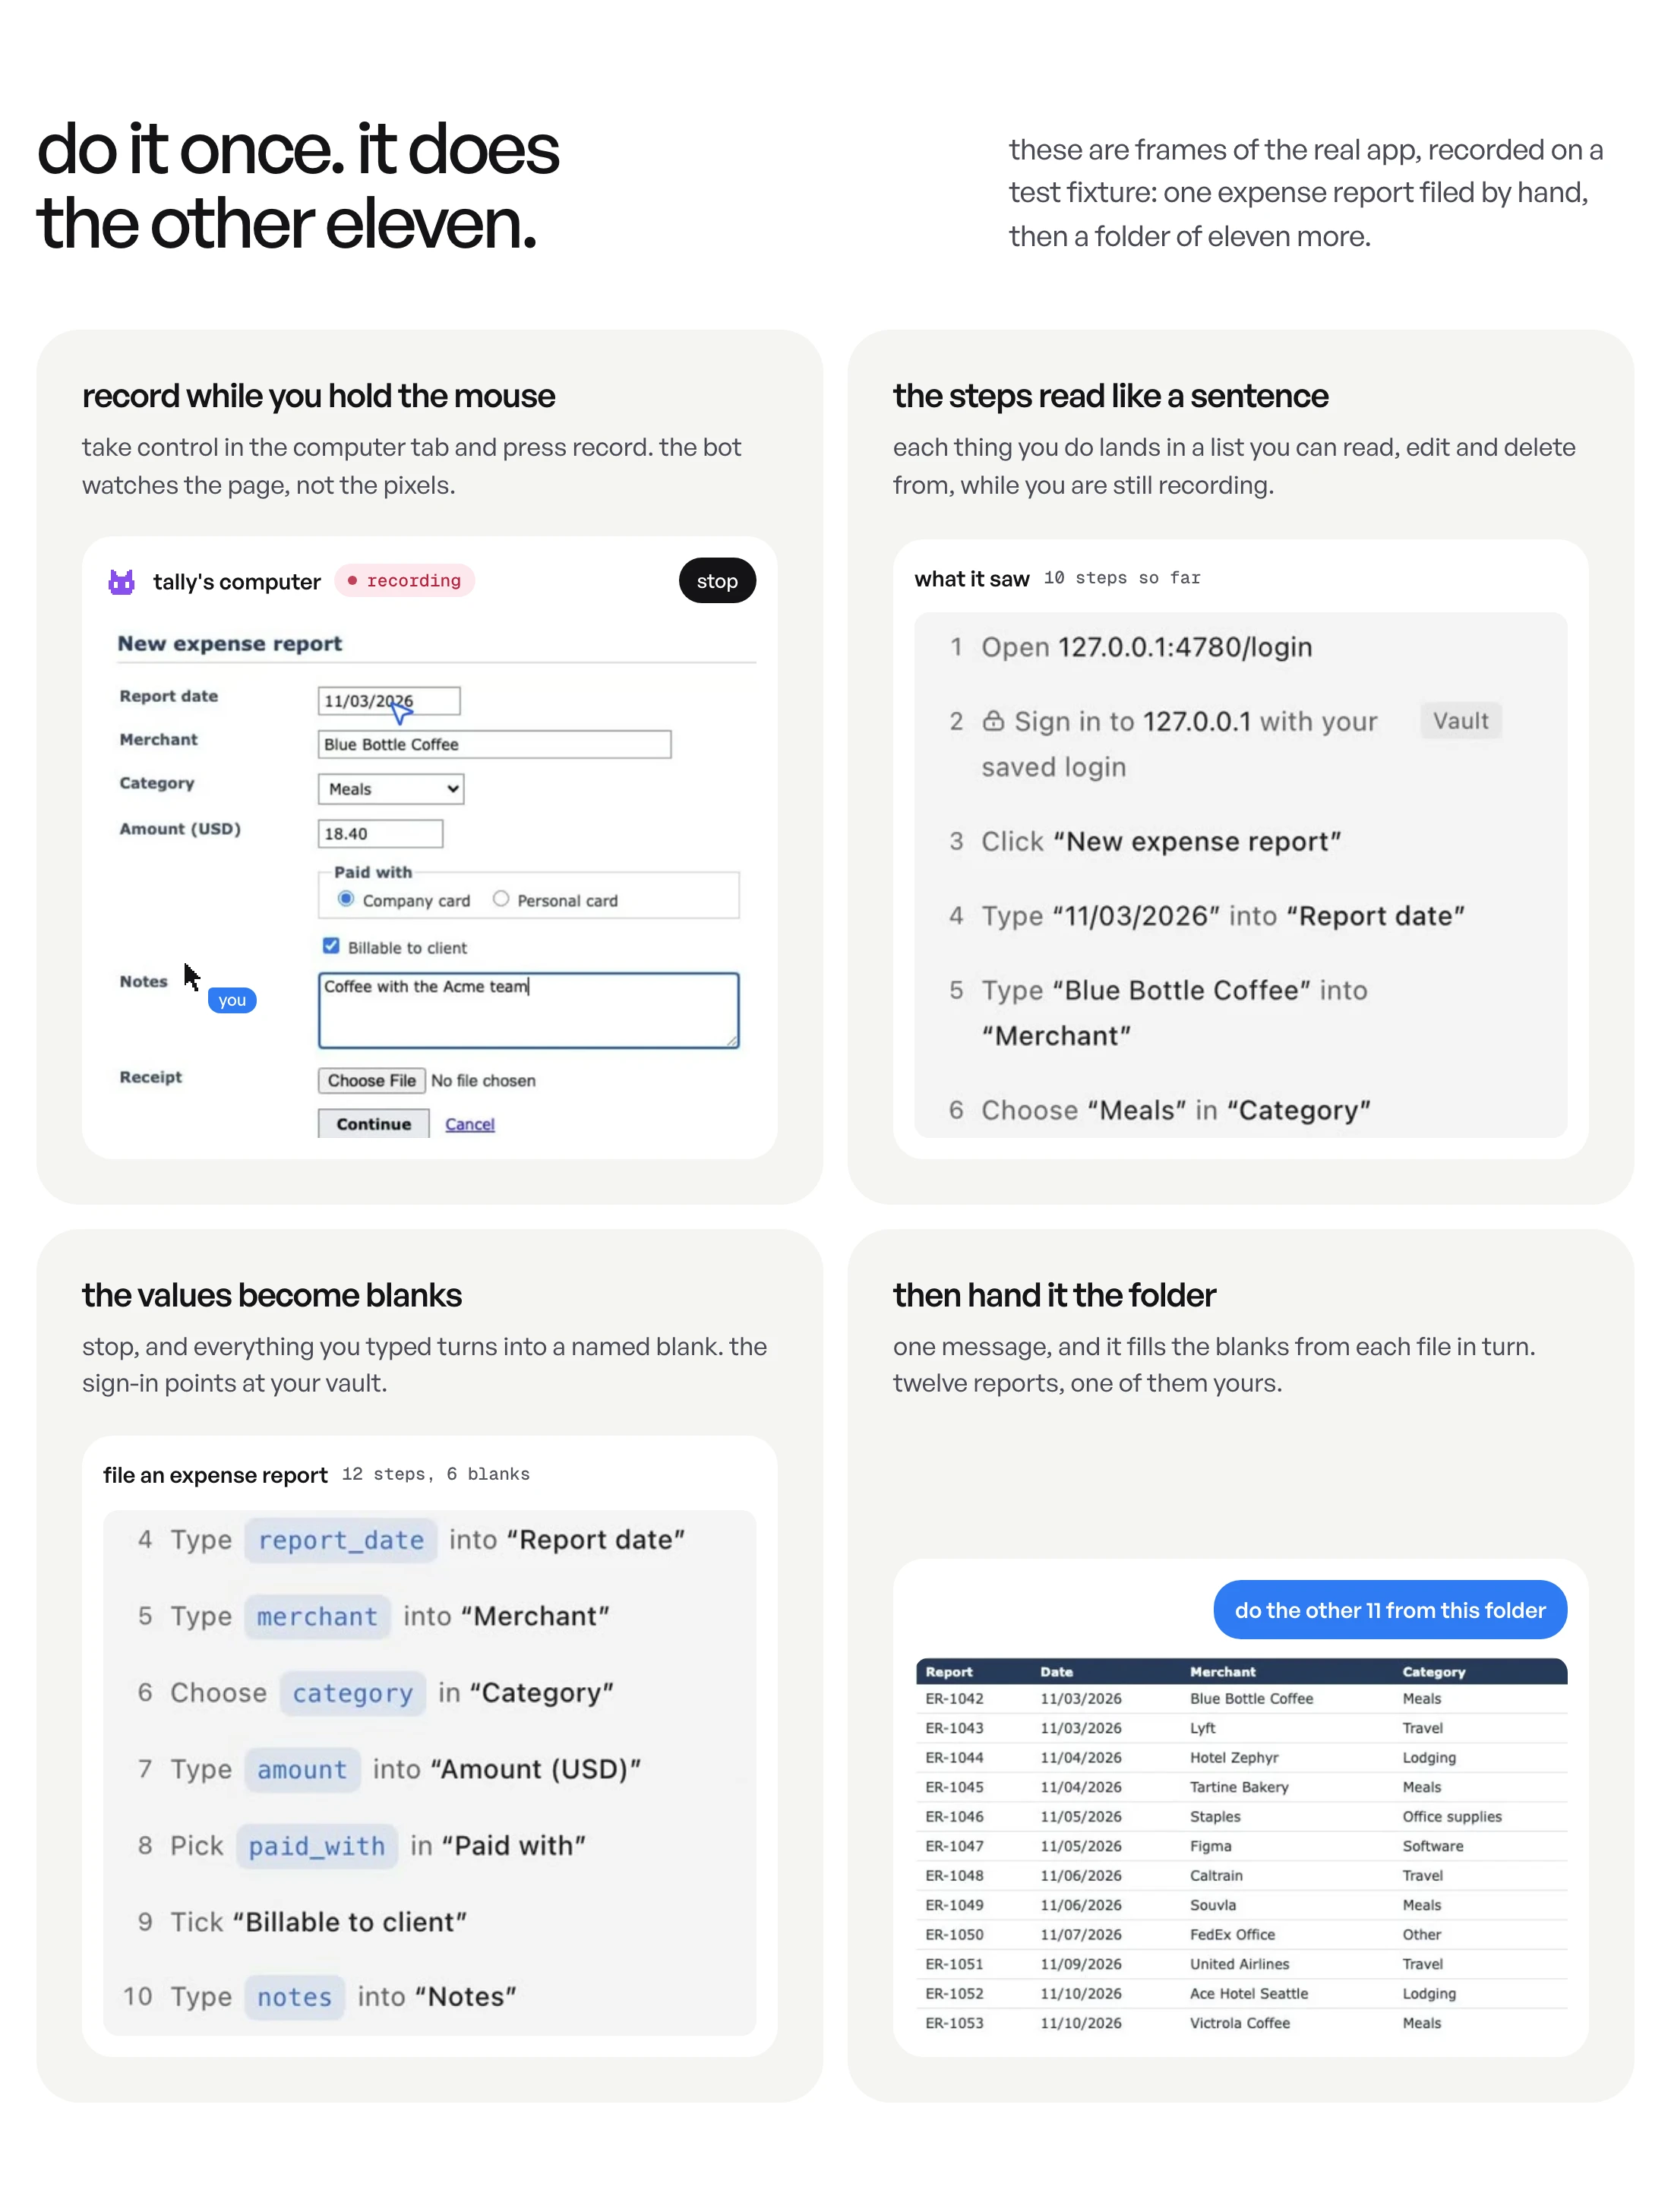 do it once. it does
the other eleven.
these are frames of the real app, recorded on a
test fixture: one expense report filed by hand,
then a folder of eleven more.
record while you hold the mouse
take control in the computer tab and press record. the bot
watches the page, not the pixels.
tally's computer
recording
stop
New expense report
Report date
11/03/2026
Merchant
Blue Bottle Coffee
Category
Meals
Amount (USD)
18.40
Paid with
Company card
Personal card
Billable to client
Notes
you
Coffee with the Acme team
Receipt
Choose File No file chosen
Continue
Cancel
the steps read like a sentence
each thing you do lands in a list you can read, edit and delete
from, while you are still recording.
what it saw 10 steps so far
1 Open 127.0.0.1:4780/login
2 Sign in to 127.0.0.1 with your
saved login
Vault
3 Click “New expense report”
4 Type “11/03/2026” into “Report date”
5 Type “Blue Bottle Coffee” into
“Merchant”
6 Choose “Meals” in “Category”
the values become blanks
stop, and everything you typed turns into a named blank. the
sign-in points at your vault.
file an expense report 12 steps, 6 blanks
4 Type report_date into “Report date”
5 Type merchant into “Merchant”
6 Choose category in “Category”
7 Type amount into “Amount (USD)”
8 Pick paid_with in “Paid with”
9 Tick “Billable to client”
10 Type notes into “Notes”
then hand it the folder
one message, and it fills the blanks from each file in turn.
twelve reports, one of them yours.
do the other 11 from this folder
Report Date Merchant Category
ER-1042 11/03/2026 Blue Bottle Coffee Meals
ER-1043 11/03/2026 Lyft Travel
ER-1044 11/04/2026 Hotel Zephyr Lodging
ER-1045 11/04/2026 Tartine Bakery Meals
ER-1046 11/05/2026 Staples Office supplies
ER-1047 11/05/2026 Figma Software
ER-1048 11/06/2026 Caltrain Travel
ER-1049 11/06/2026 Souvla Meals
ER-1050 11/07/2026 FedEx Office Other
ER-1051 11/09/2026 United Airlines Travel
ER-1052 11/10/2026 Ace Hotel Seattle Lodging
ER-1053 11/10/2026 Victrola Coffee Meals